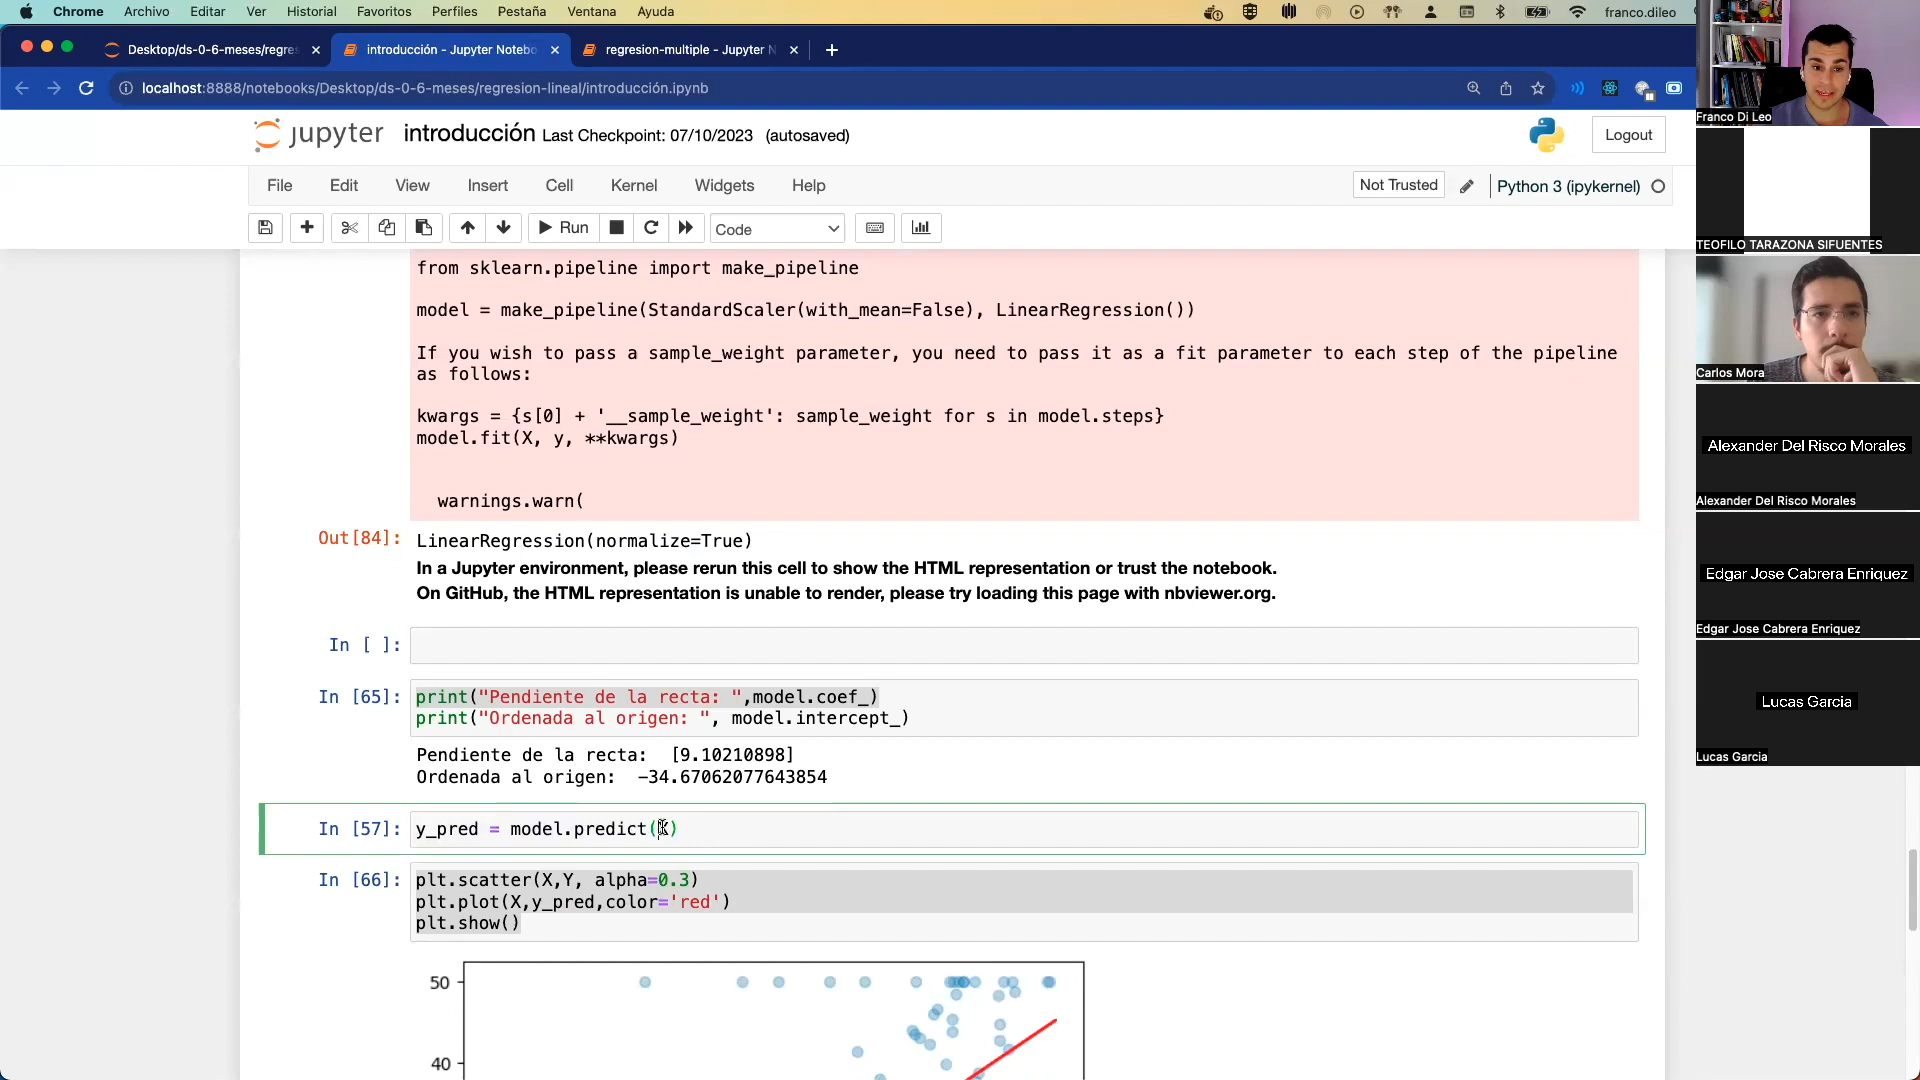 Chrome Archivo Editar Ver Historial Favoritos Perfiles Pestaña Ventana Ayuda franco.dileo
Desktop/ds-0-6-meses/regres
introducción - Jupyter Notebo
regresion-multiple - Jupyter N
localhost:8888/notebooks/Desktop/ds-0-6-meses/regresion-lineal/introducción.ipynb
jupyter introducción Last Checkpoint: 07/10/2023 (autosaved)
Logout
File Edit View Insert Cell Kernel Widgets Help
Not Trusted
Python 3 (ipykernel)
Run
Code
from sklearn.pipeline import make_pipeline
model = make_pipeline(StandardScaler(with_mean=False), LinearRegression())
If you wish to pass a sample_weight parameter, you need to pass it as a fit parameter to each step of the pipeline
as follows:
kwargs = {s[0] + '__sample_weight': sample_weight for s in model.steps}
model.fit(X, y, **kwargs)
warnings.warn(
Out[84]: LinearRegression(normalize=True)
In a Jupyter environment, please rerun this cell to show the HTML representation or trust the notebook.
On GitHub, the HTML representation is unable to render, please try loading this page with nbviewer.org.
In [ ]:
In [65]: print("Pendiente de la recta: ",model.coef_)
print("Ordenada al origen: ", model.intercept_)
Pendiente de la recta:  [9.10210898]
Ordenada al origen:  -34.67062077643854
In [57]: y_pred = model.predict(X)
In [66]: plt.scatter(X,Y, alpha=0.3)
plt.plot(X,y_pred,color='red')
plt.show()
50
40
Franco Di Leo
TEOFILO TARAZONA SIFUENTES
Carlos Mora
Alexander Del Risco Morales
Alexander Del Risco Morales
Edgar Jose Cabrera Enriquez
Edgar Jose Cabrera Enriquez
Lucas Garcia
Lucas Garcia